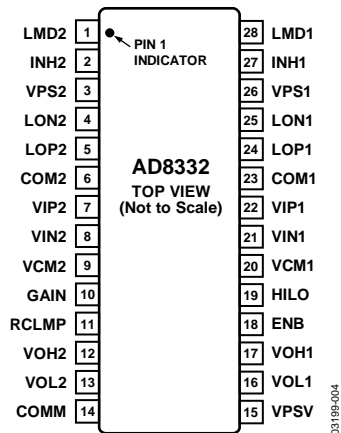 LMD2 1 28 LMD1
PIN 1
INDICATOR
INH2 2 27 INH1
VPS2 3 26 VPS1
LON2 4 25 LON1
LOP2 5 24 LOP1
COM2 6 23 COM1
AD8332
TOP VIEW
(Not to Scale)
VIP2 7 22 VIP1
VIN2 8 21 VIN1
VCM2 9 20 VCM1
GAIN 10 19 HILO
RCLMP 11 18 ENB
VOH2 12 17 VOH1
VOL2 13 16 VOL1
COMM 14 15 VPSV
03199-004